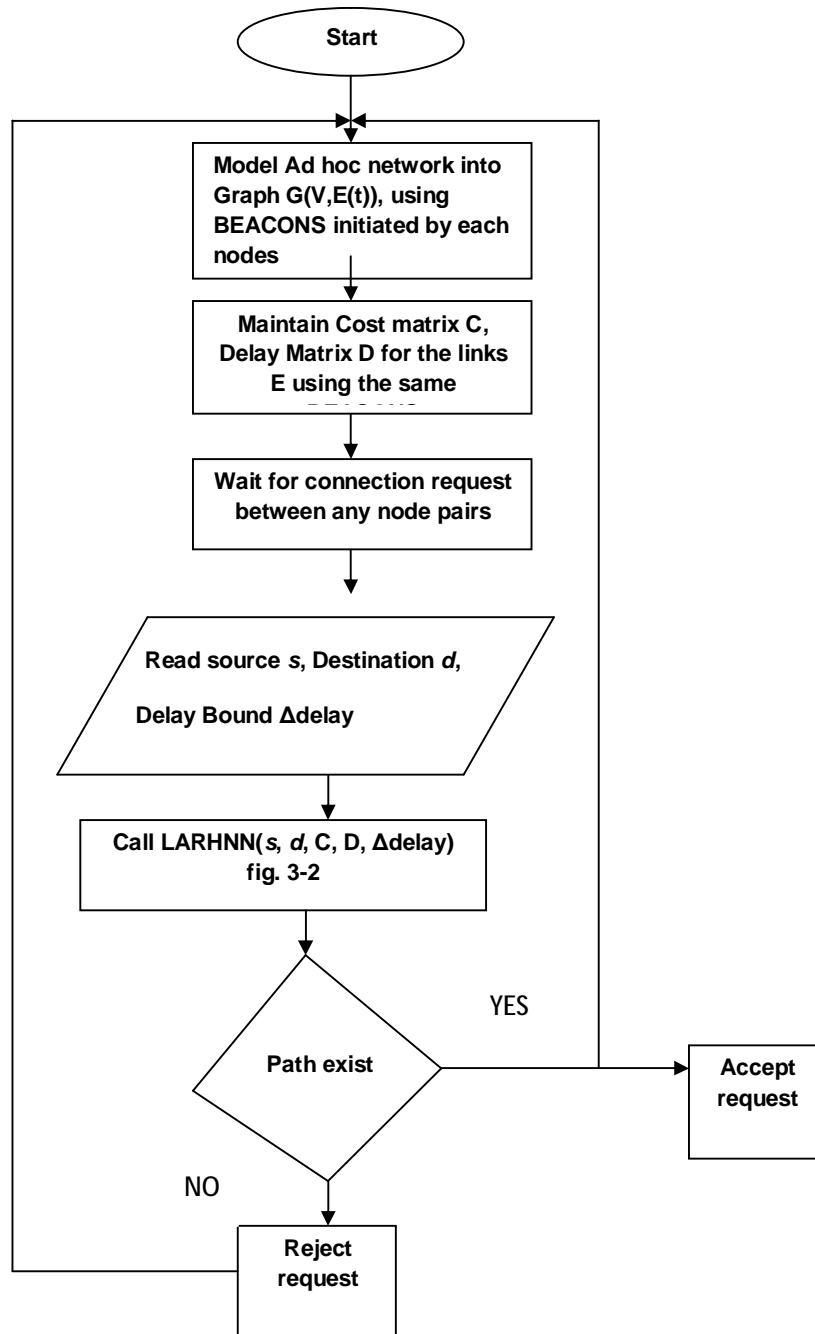 Start
Model Ad hoc network into
Graph G(V,E(t)), using
BEACONS initiated by each
nodes
Maintain Cost matrix C,
Delay Matrix D for the links
E using the same
Wait for connection request
between any node pairs
Read source s, Destination d,
Delay Bound Δdelay
Call LARHNN(s, d, C, D, Δdelay)
fig. 3-2
YES
Path exist
Accept
request
NO
Reject
request